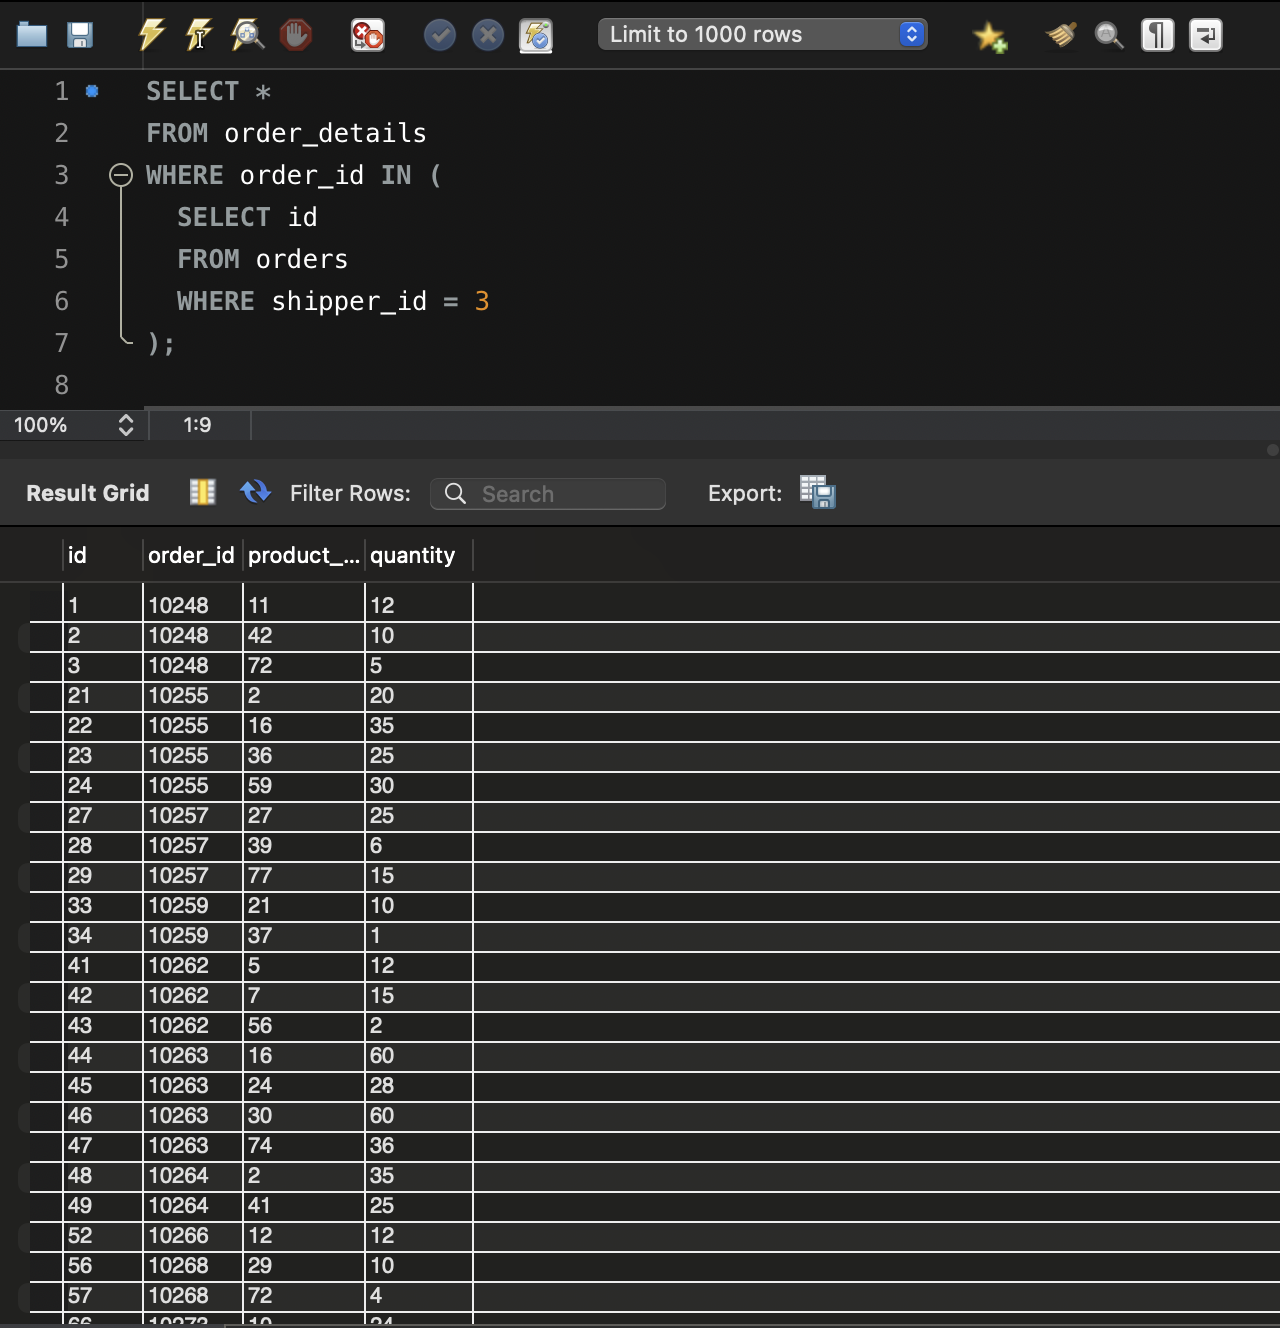 Limit to 1000 rows
1 SELECT *
2 FROM order_details
3 WHERE order_id IN (
4 SELECT id
5 FROM orders
6 WHERE shipper_id = 3
7 );
8
100% 1:9
Result Grid Filter Rows: Search Export:
id order_id product_... quantity
1 10248 11 12
2 10248 42 10
3 10248 72 5
21 10255 2 20
22 10255 16 35
23 10255 36 25
24 10255 59 30
27 10257 27 25
28 10257 39 6
29 10257 77 15
33 10259 21 10
34 10259 37 1
41 10262 5 12
42 10262 7 15
43 10262 56 2
44 10263 16 60
45 10263 24 28
46 10263 30 60
47 10263 74 36
48 10264 2 35
49 10264 41 25
52 10266 12 12
56 10268 29 10
57 10268 72 4